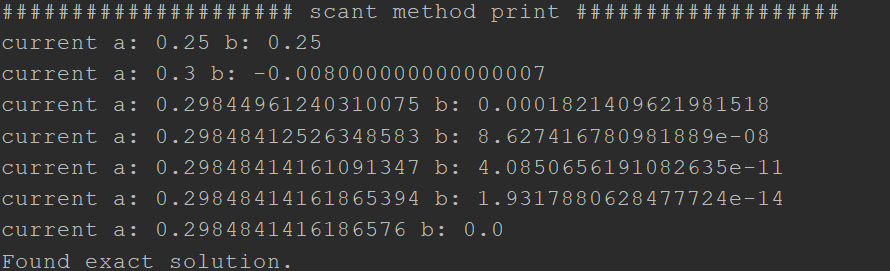 ##################### scant method print ###################
current a: 0.25 b: 0.25
current a: 0.3 b: -0.008000000000000007
current a: 0.29844961240310075 b: 0.0001821409621981518
current a: 0.29848412526348583 b: 8.627416780981889e-08
current a: 0.29848414161091347 b: 4.0850656191082635e-11
current a: 0.29848414161865394 b: 1.9317880628477724e-14
current a: 0.2984841416186576 b: 0.0
Found exact solution.